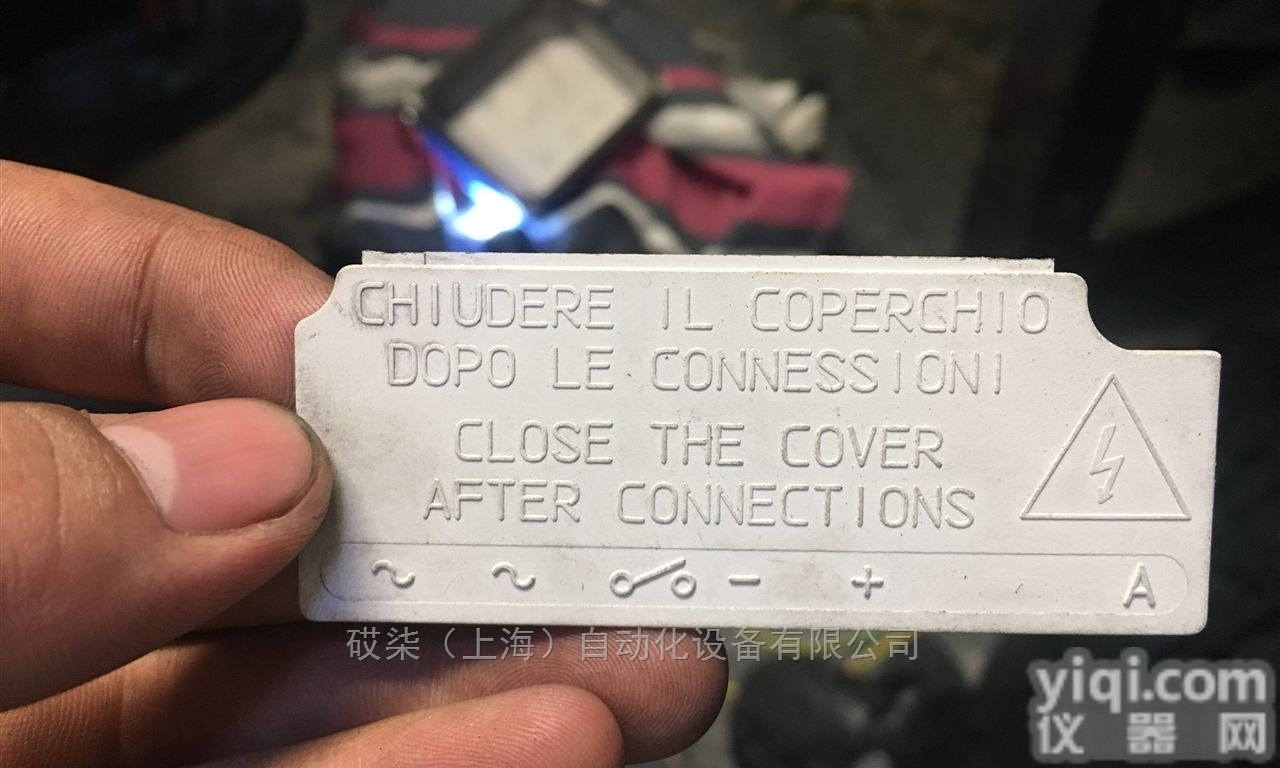 CHIUDERE IL COPERCHIO
DOPO LE CONNESSIONI
CLOSE THE COVER
AFTER CONNECTIONS
~ ~ - + A
砹柒（上海）自动化设备有限公司
yiqi.com
仪器网